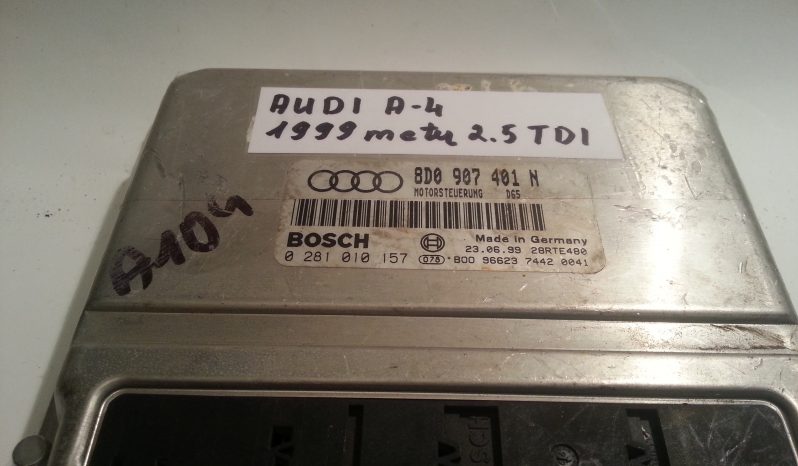 AUDI A-4
1999 metų 2.5 TDI
8D0 907 401 N
MOTORSTEUERUNG D65
BOSCH
Made in Germany
23.06.99 28RTE480
0 281 010 157 078 *800 96623 7442 0041
A104